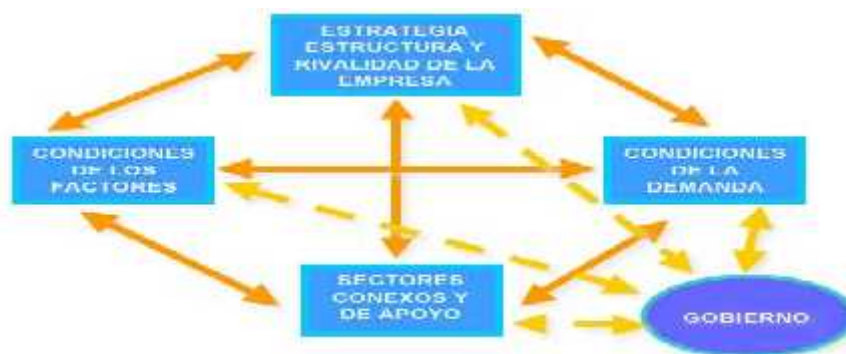 ESTRATEGIA
ESTRUCTURA Y
RIVALIDAD DE LA
EMPRESA
CONDICIONES
DE LOS
FACTORES
CONDICIONES
DE LA
DEMANDA
SECTORES
CONEXOS Y
DE APOYO
GOBIERNO